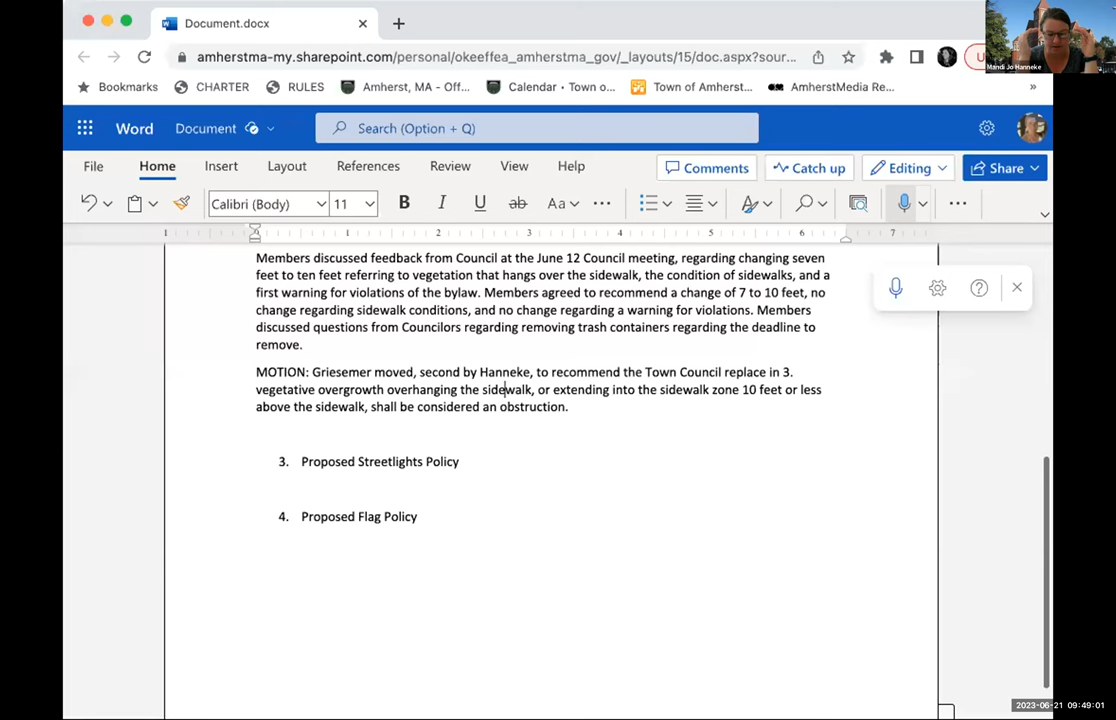 Document.docx
amherstma-my.sharepoint.com/personal/okeeffea_amherstma_gov/_layouts/15/doc.aspx?sour...
Mandi Jo Hanneke
Bookmarks CHARTER RULES Amherst, MA - Off... Calendar - Town o... Town of Amherst... AmherstMedia Re... »
Word Document Search (Option + Q)
File Home Insert Layout References Review View Help Comments Catch up Editing Share
Calibri (Body) 11 B I U ab Aa
1 1 2 3 4 5 6 7
Members discussed feedback from Council at the June 12 Council meeting, regarding changing seven
feet to ten feet referring to vegetation that hangs over the sidewalk, the condition of sidewalks, and a
first warning for violations of the bylaw. Members agreed to recommend a change of 7 to 10 feet, no
change regarding sidewalk conditions, and no change regarding a warning for violations. Members
discussed questions from Councilors regarding removing trash containers regarding the deadline to
remove.
MOTION: Griesemer moved, second by Hanneke, to recommend the Town Council replace in 3.
vegetative overgrowth overhanging the sidewalk, or extending into the sidewalk zone 10 feet or less
above the sidewalk, shall be considered an obstruction.
3. Proposed Streetlights Policy
4. Proposed Flag Policy
2023-06-21 09:49:01